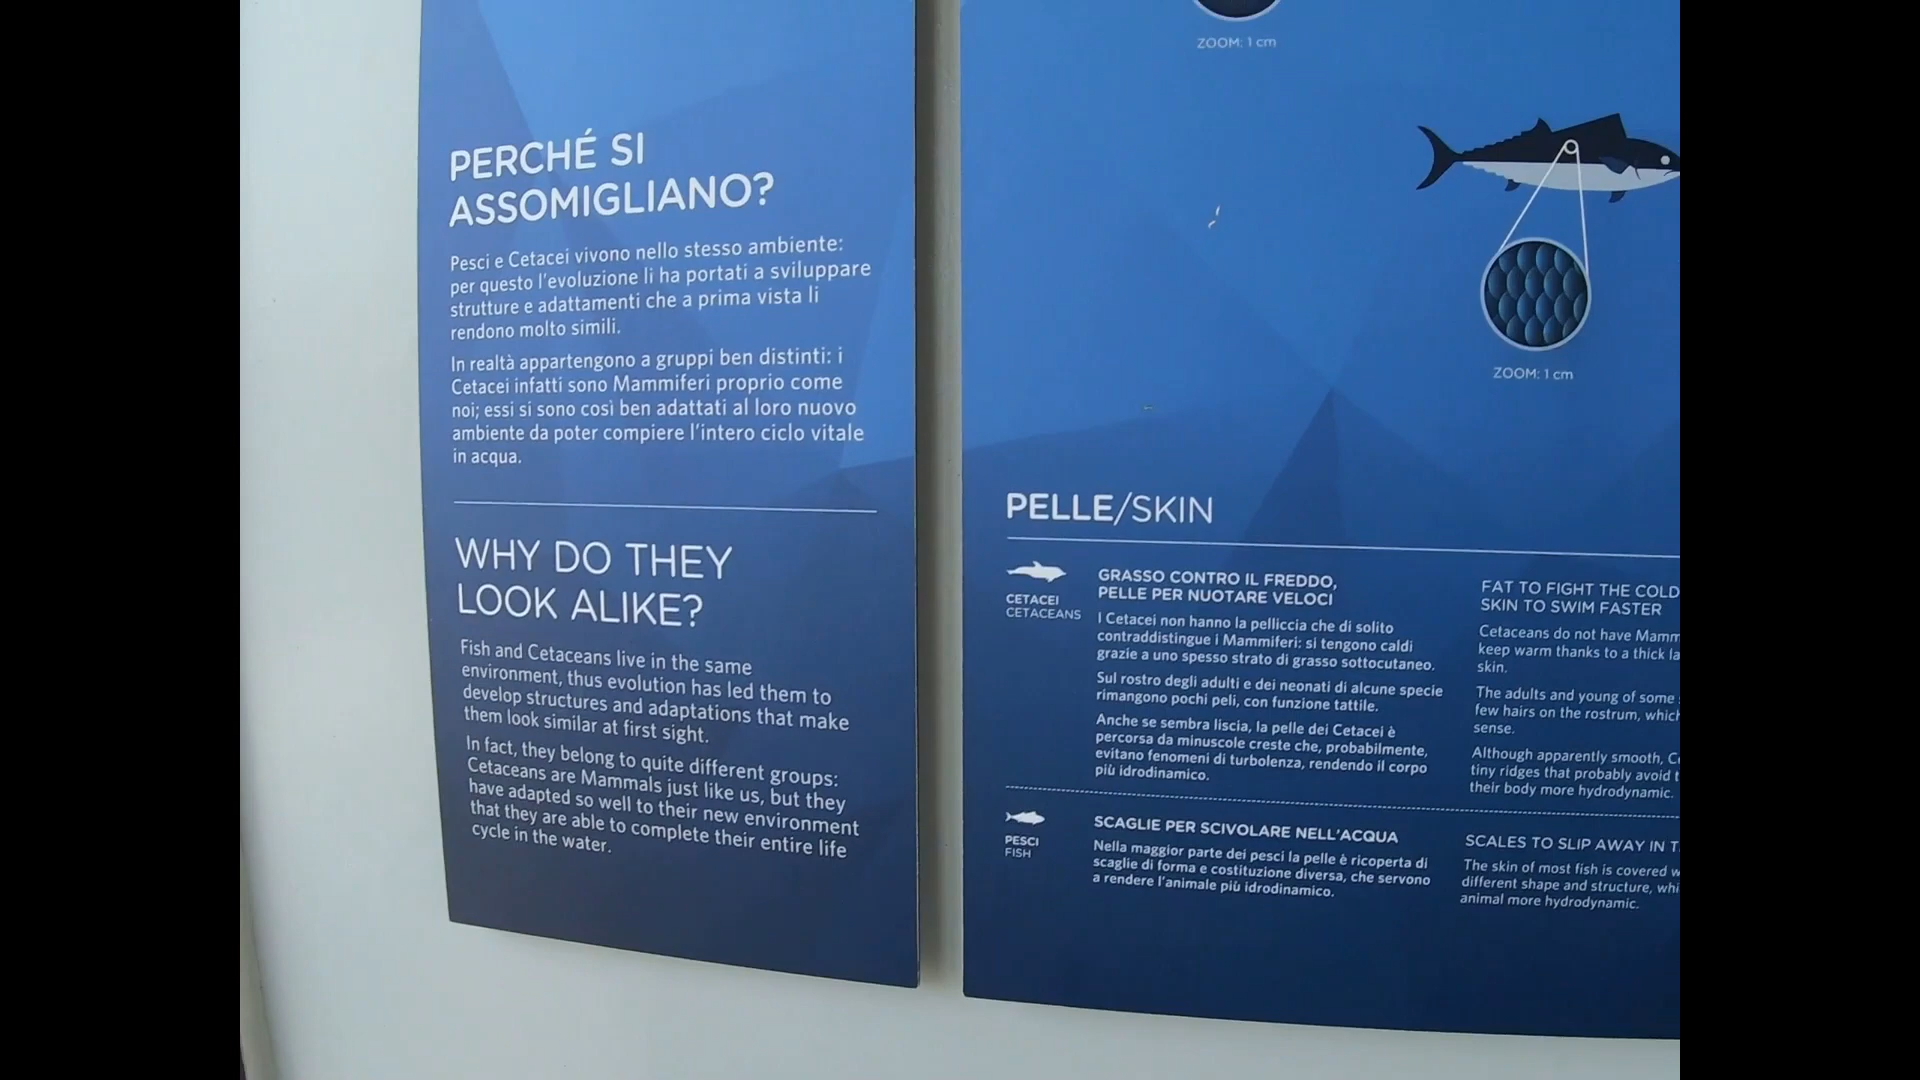 PERCHÉ SI
ASSOMIGLIANO?
Pesci e Cetacei vivono nello stesso ambiente:
per questo l'evoluzione li ha portati a sviluppare
strutture e adattamenti che a prima vista li
rendono molto simili.
In realtà appartengono a gruppi ben distinti: i
Cetacei infatti sono Mammiferi proprio come
noi; essi si sono così ben adattati al loro nuovo
ambiente da poter compiere l'intero ciclo vitale
in acqua.
WHY DO THEY
LOOK ALIKE?
Fish and Cetaceans live in the same
environment, thus evolution has led them to
develop structures and adaptations that make
them look similar at first sight.
In fact, they belong to quite different groups:
Cetaceans are Mammals just like us, but they
have adapted so well to their new environment
that they are able to complete their entire life
cycle in the water.
ZOOM: 1 cm
ZOOM: 1 cm
PELLE/SKIN
CETACEI
CETACEANS
GRASSO CONTRO IL FREDDO,
PELLE PER NUOTARE VELOCI
I Cetacei non hanno la pelliccia che di solito
contraddistingue i Mammiferi: si tengono caldi
grazie a uno spesso strato di grasso sottocutaneo.
Sul rostro degli adulti e dei neonati di alcune specie
rimangono pochi peli, con funzione tattile.
Anche se sembra liscia, la pelle dei Cetacei è
percorsa da minuscole creste che, probabilmente,
evitano fenomeni di turbolenza, rendendo il corpo
più idrodinamico.
FAT TO FIGHT THE COLD
SKIN TO SWIM FASTER
Cetaceans do not have Mamm
keep warm thanks to a thick la
skin.
The adults and young of some
few hairs on the rostrum, which
sense.
Although apparently smooth, C
tiny ridges that probably avoid t
their body more hydrodynamic.
PESCI
FISH
SCAGLIE PER SCIVOLARE NELL'ACQUA
Nella maggior parte dei pesci la pelle è ricoperta di
scaglie di forma e costituzione diversa, che servono
a rendere l'animale più idrodinamico.
SCALES TO SLIP AWAY IN T
The skin of most fish is covered w
different shape and structure, whi
animal more hydrodynamic.